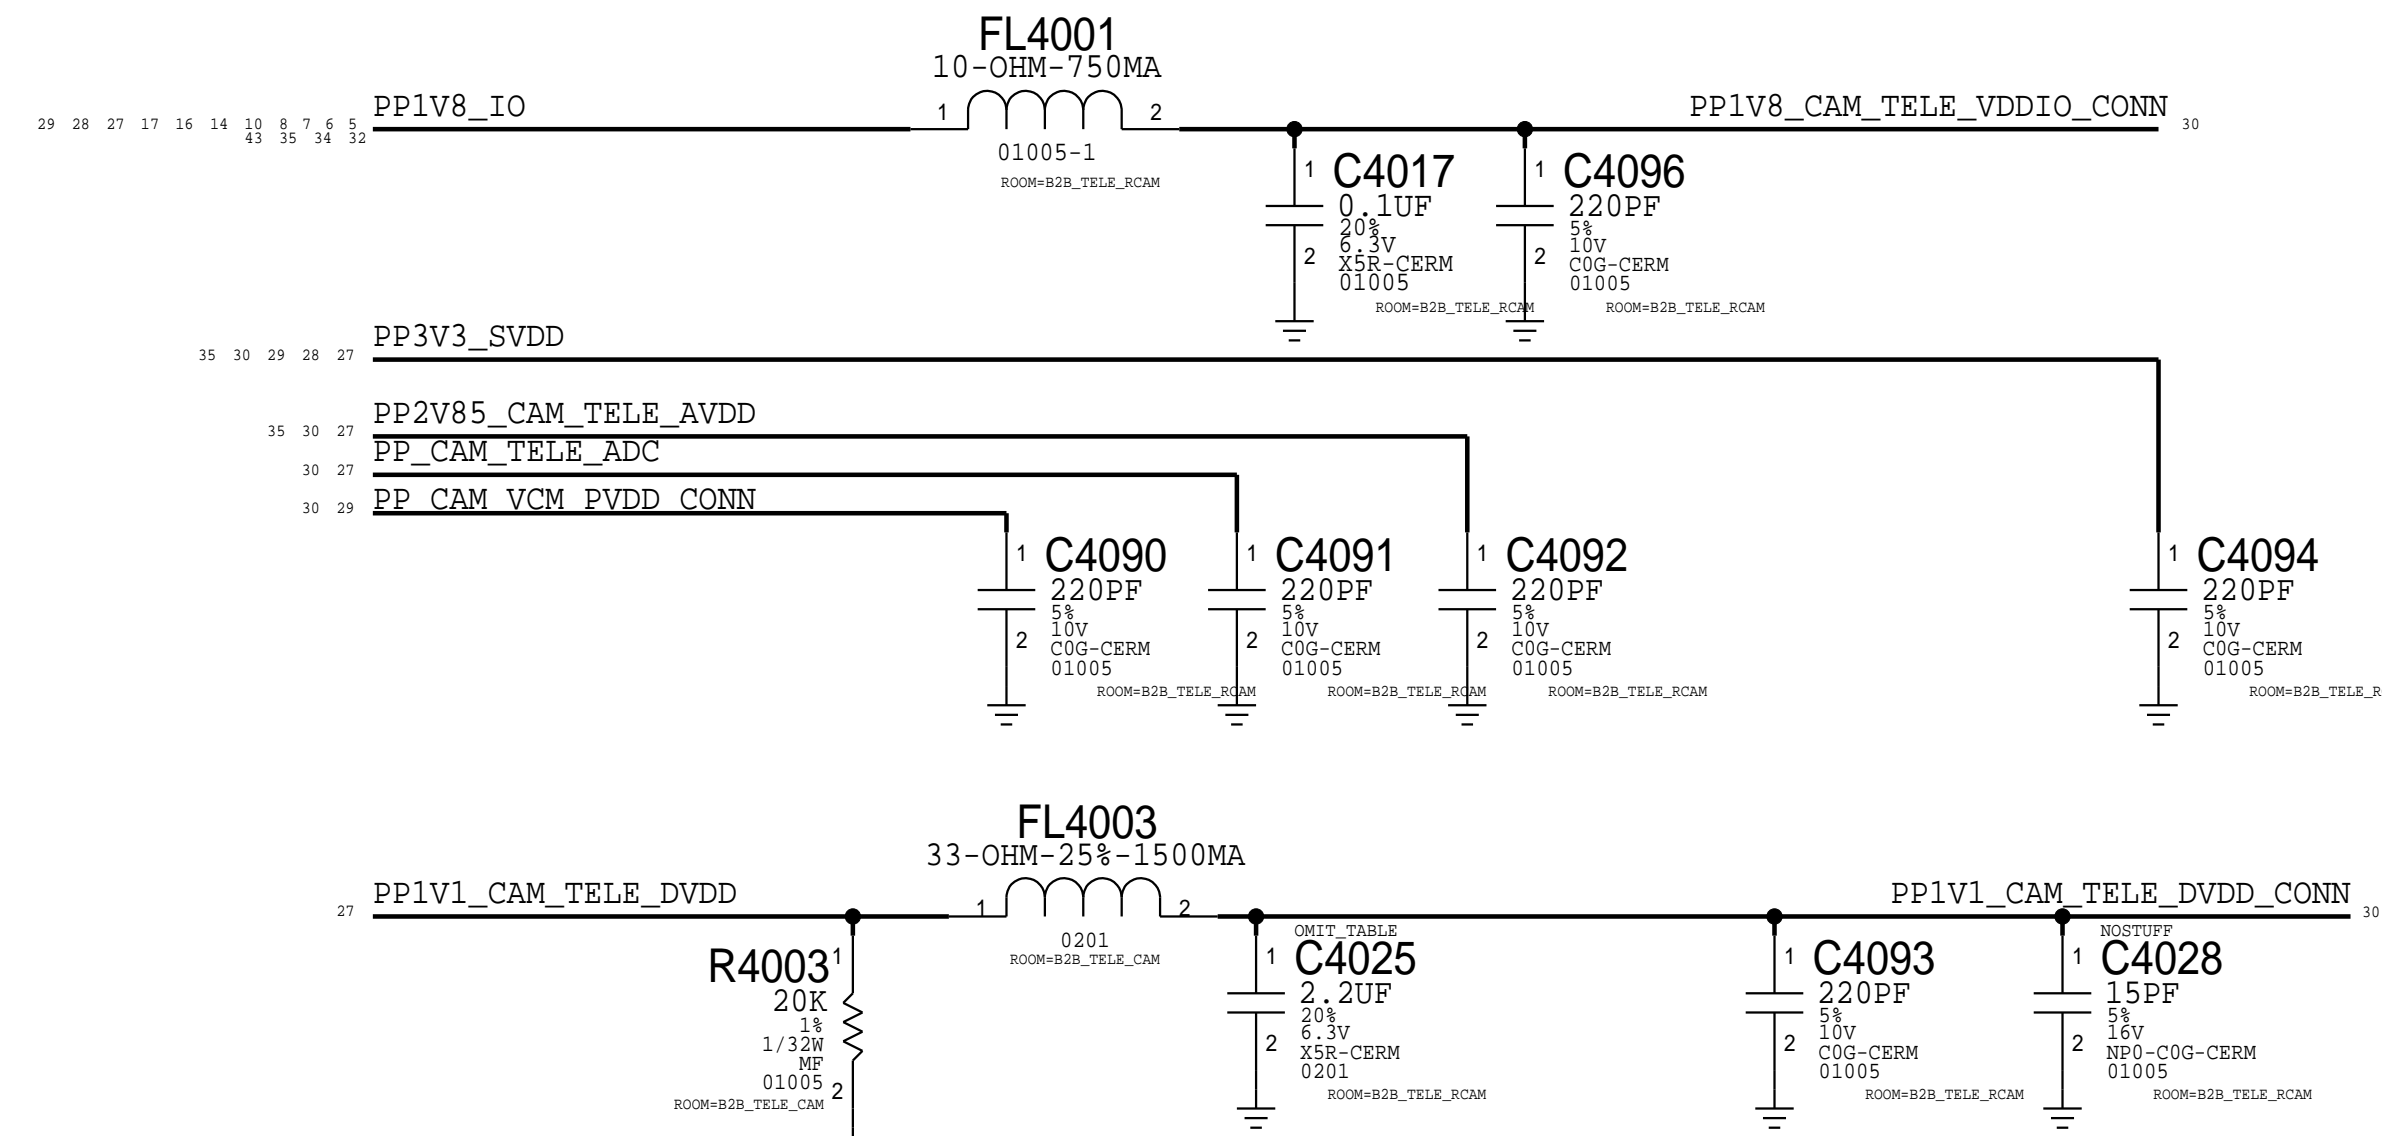 FL4001
10-OHM-750MA
PP1V8_IO
1
2
PP1V8_CAM_TELE_VDDIO_CONN
29 28 27 17 16 14 10 8 7 6 5
43 35 34 32
30
01005-1
ROOM=B2B_TELE_RCAM
1
C4017
0.1UF
20%
6.3V
X5R-CERM
01005
2
ROOM=B2B_TELE_RCAM
1
C4096
220PF
5%
10V
C0G-CERM
01005
2
ROOM=B2B_TELE_RCAM
PP3V3_SVDD
35 30 29 28 27
PP2V85_CAM_TELE_AVDD
35 30 27
PP_CAM_TELE_ADC
30 27
PP_CAM_VCM_PVDD_CONN
30 29
1
C4090
220PF
5%
10V
C0G-CERM
01005
2
ROOM=B2B_TELE_RCAM
1
C4091
220PF
5%
10V
C0G-CERM
01005
2
ROOM=B2B_TELE_RCAM
1
C4092
220PF
5%
10V
C0G-CERM
01005
2
ROOM=B2B_TELE_RCAM
1
C4094
220PF
5%
10V
C0G-CERM
01005
2
ROOM=B2B_TELE_R
FL4003
33-OHM-25%-1500MA
PP1V1_CAM_TELE_DVDD
27
1
2
0201
ROOM=B2B_TELE_CAM
PP1V1_CAM_TELE_DVDD_CONN
30
R4003
1
20K
1%
1/32W
MF
01005
2
ROOM=B2B_TELE_CAM
OMIT_TABLE
1
C4025
2.2UF
20%
6.3V
X5R-CERM
0201
2
ROOM=B2B_TELE_RCAM
1
C4093
220PF
5%
10V
C0G-CERM
01005
2
ROOM=B2B_TELE_RCAM
NOSTUFF
1
C4028
15PF
5%
16V
NP0-C0G-CERM
01005
2
ROOM=B2B_TELE_RCAM